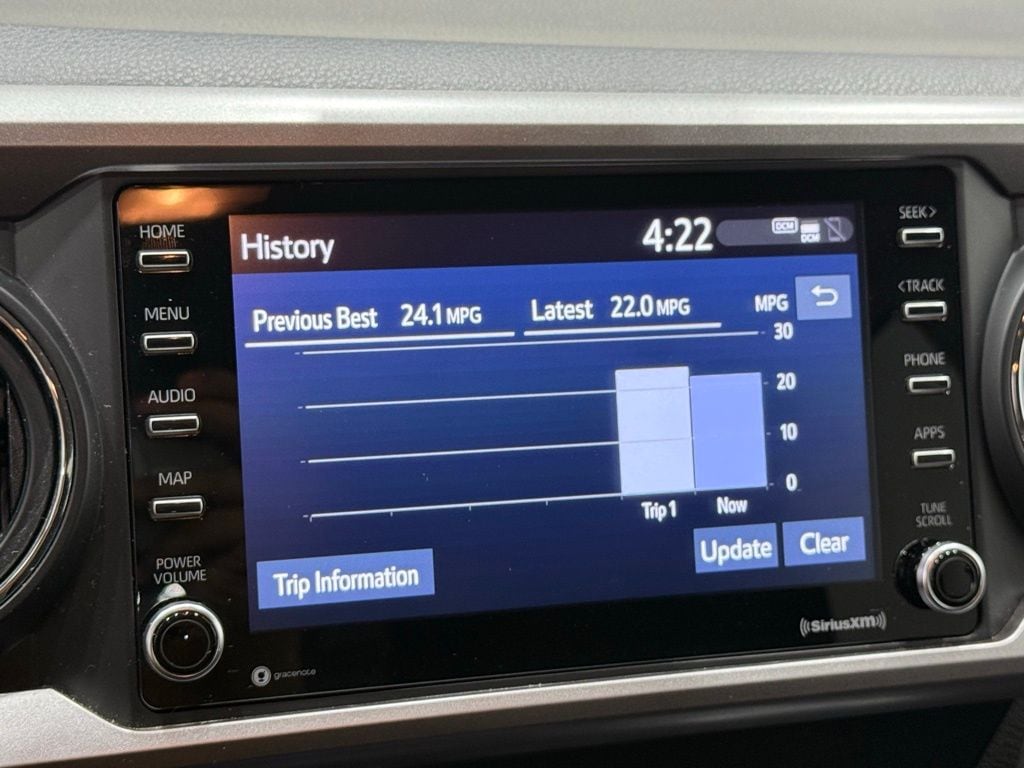 HOME
MENU
AUDIO
MAP
POWER
VOLUME
History
4:22
DCM
DCM
Previous Best 24.1 MPG
Latest 22.0 MPG
MPG
30
20
10
0
Trip 1
Now
Trip Information
Update
Clear
SEEK>
<TRACK
PHONE
APPS
TUNE
SCROLL
gracenote
((SiriusXM))